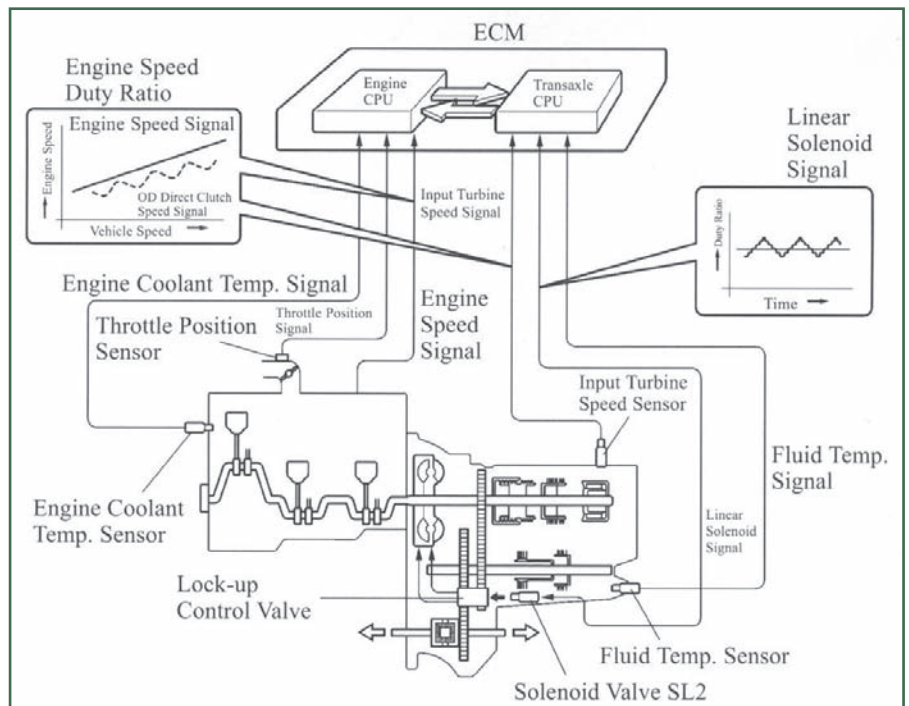 ECM
Engine
CPU
Transaxle
CPU
Engine Speed
Duty Ratio
Engine Speed Signal
Engine Speed
OD Direct Clutch
Speed Signal
Vehicle Speed
Input Turbine
Speed Signal
Linear
Solenoid
Signal
Duty Ratio
Time
Engine Coolant Temp. Signal
Throttle Position
Signal
Throttle Position
Sensor
Engine
Speed
Signal
Input Turbine
Speed Sensor
Fluid Temp.
Signal
Engine Coolant
Temp. Sensor
Linear
Solenoid
Signal
Lock-up
Control Valve
Fluid Temp. Sensor
Solenoid Valve SL2